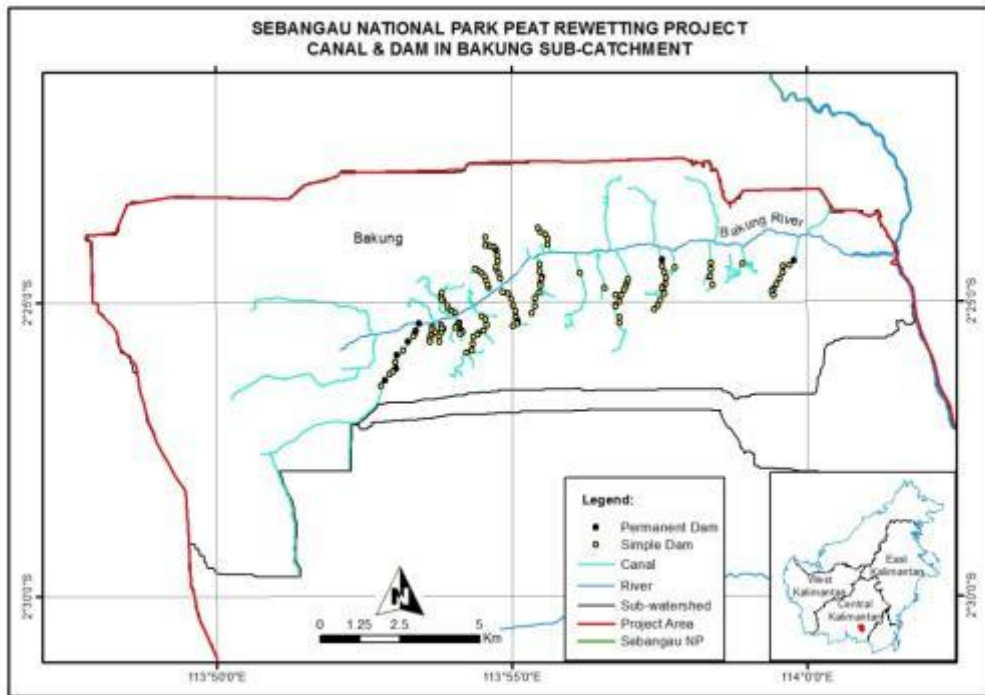 SEBANGAU NATIONAL PARK PEAT REWETTING PROJECT
CANAL & DAM IN BAKUNG SUB-CATCHMENT
Bakung River
Bakung
2°25'0"S
2°25'0"S
Legend:
Permanent Dam
Simple Dam
Canal
River
Sub-watershed
Project Area
Sebangau NP
East
Kalimantan
West
Kalimantan
Central
Kalimantan
N
0 1.25 2.5 5
Km
2°30'0"S
2°30'0"S
113°50'0"E
113°55'0"E
114°0'0"E